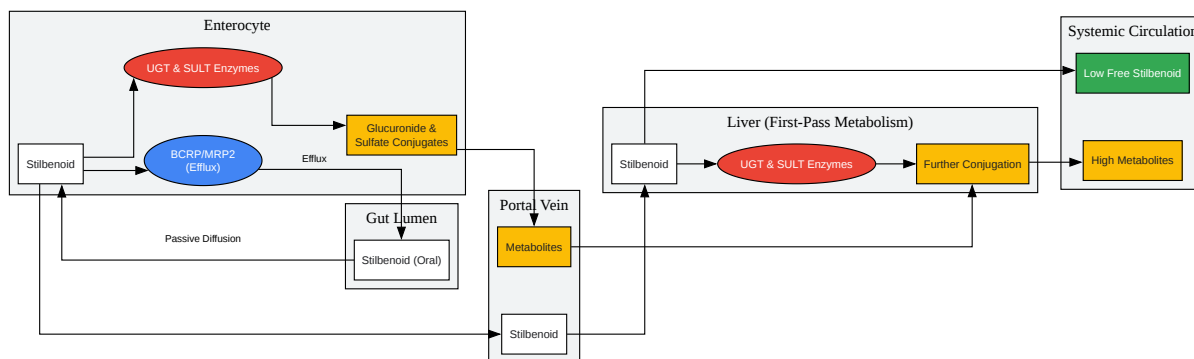 Enterocyte
UGT & SULT Enzymes
Glucuronide &
Sulfate Conjugates
Stilbenoid
BCRP/MRP2
(Efflux)
Efflux
Gut Lumen
Passive Diffusion
Stilbenoid (Oral)
Portal Vein
Metabolites
Stilbenoid
Liver (First-Pass Metabolism)
Stilbenoid
UGT & SULT Enzymes
Further Conjugation
Systemic Circulation
Low Free Stilbenoid
High Metabolites